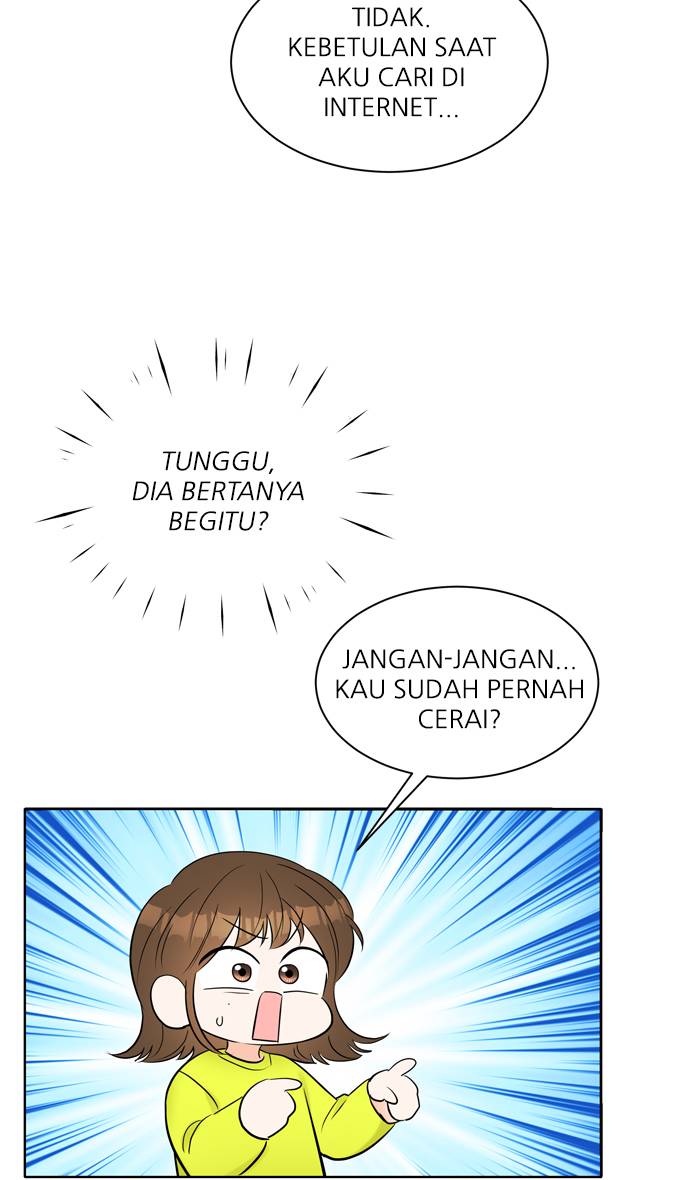 TIDAK.
KEBETULAN SAAT
AKU CARI DI
INTERNET...
TUNGGU,
DIA BERTANYA
BEGITU?
JANGAN-JANGAN...
KAU SUDAH PERNAH
CERAI?